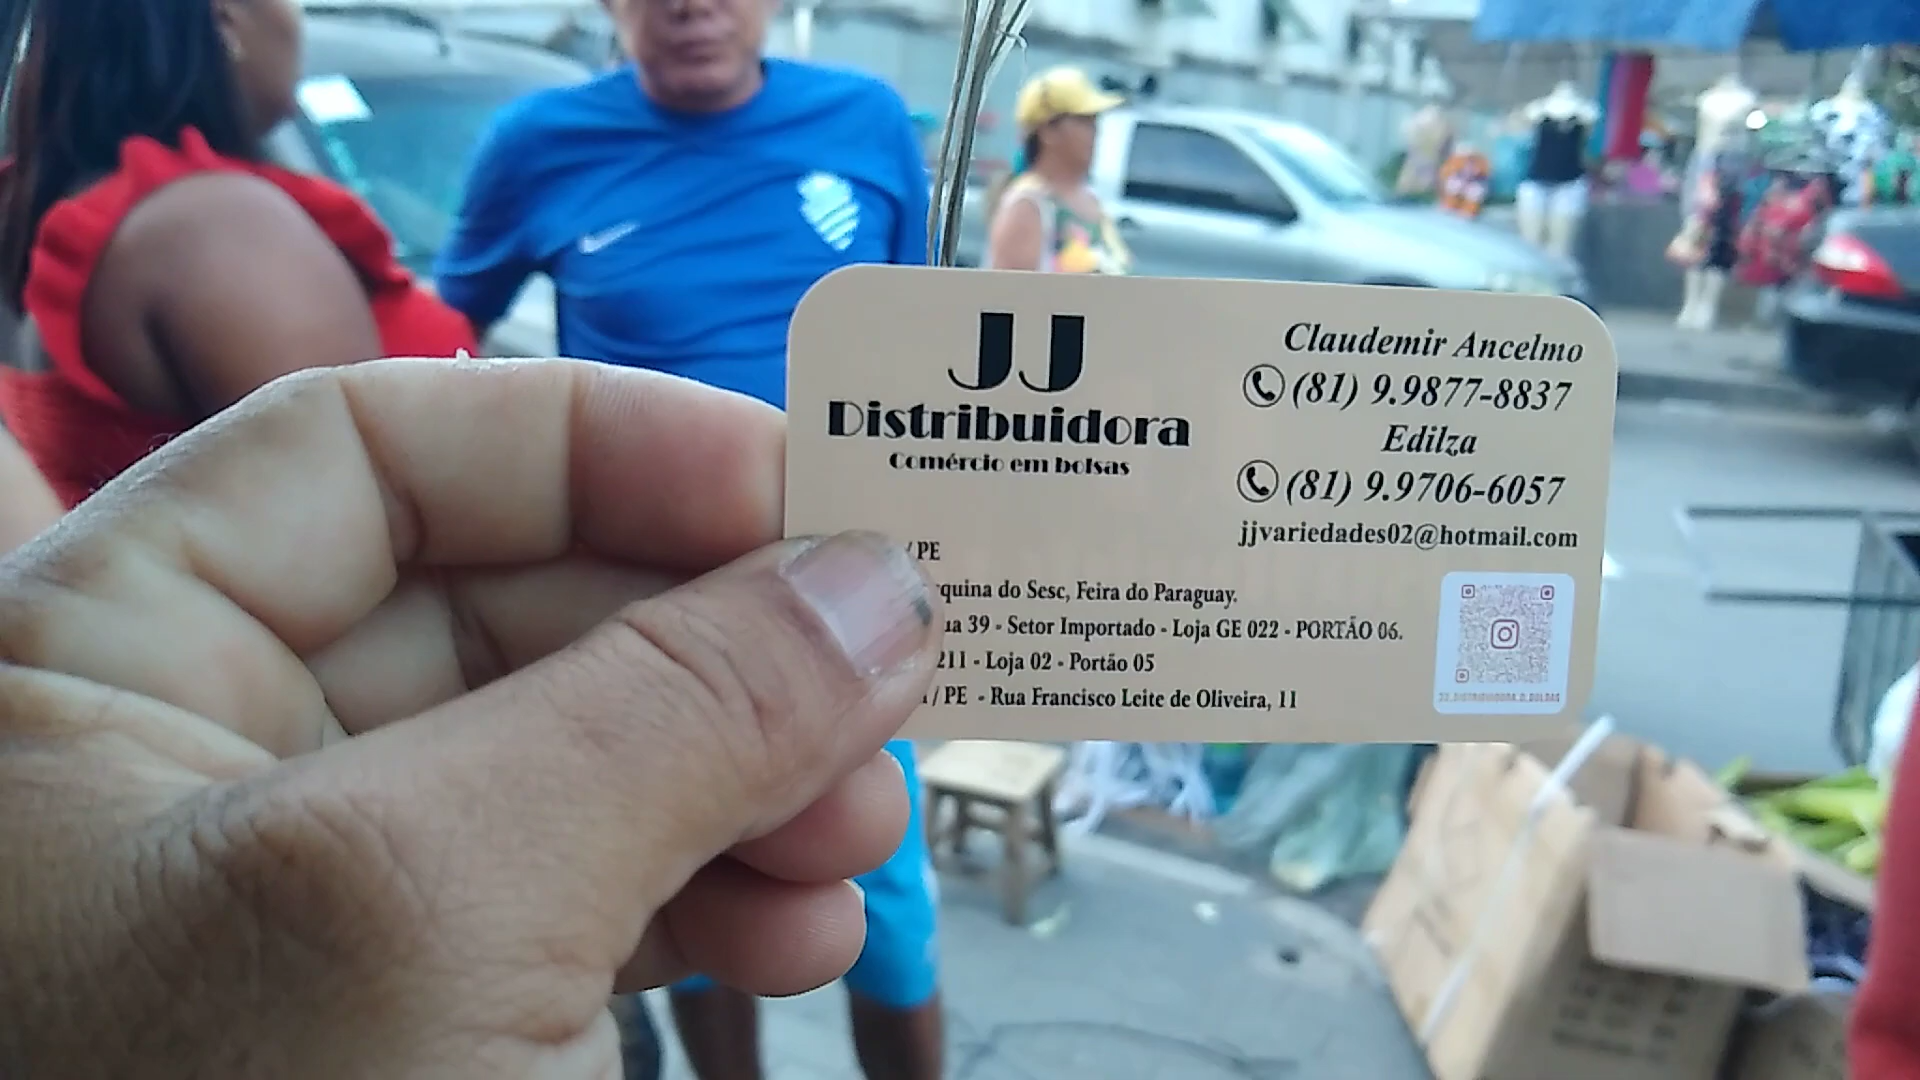 JJ
Distribuidora
Comércio em bolsas
Claudemir Ancelmo
(81) 9.9877-8837
Edilza
(81) 9.9706-6057
jjvariedades02@hotmail.com
/ PE
quina do Sesc, Feira do Paraguay.
ua 39 - Setor Importado - Loja GE 022 - PORTÃO 06.
211 - Loja 02 - Portão 05
/ PE - Rua Francisco Leite de Oliveira, 11